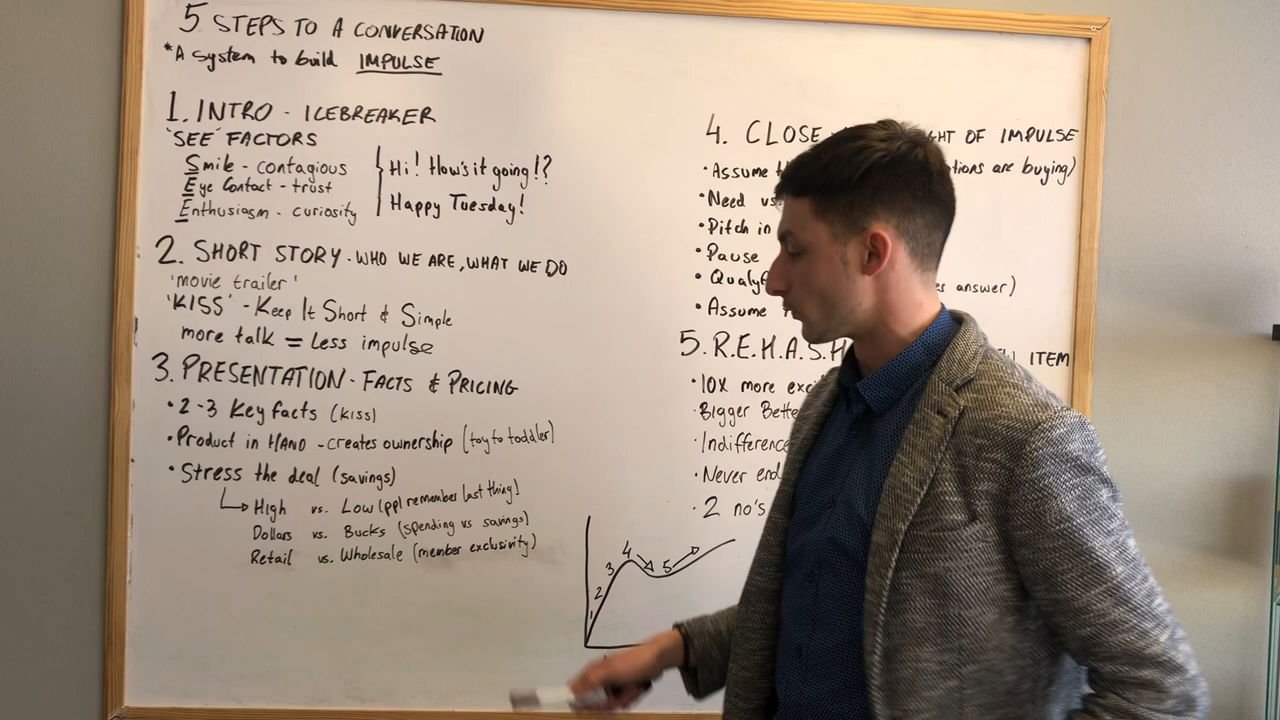 5 STEPS TO A CONVERSATION
*A system to build IMPULSE
1. INTRO - ICEBREAKER
'SEE' FACTORS
Smile - contagious
Eye Contact - trust
Enthusiasm - curiosity
Hi! How's it going!?
Happy Tuesday!
2. SHORT STORY - WHO WE ARE, WHAT WE DO
'movie trailer'
'KISS' - Keep It Short & Simple
more talk = Less impulse
3. PRESENTATION - FACTS & PRICING
• 2-3 Key facts (KISS)
• Product in HAND - creates ownership (toy to toddler)
• Stress the deal (savings)
High vs. Low (ppl remember last thing)
Dollars vs. Bucks (spending vs savings)
Retail vs. Wholesale (member exclusivity)
4. CLOSE OF IMPULSE
• Assume are buying)
• Need vs.
• Pitch in
• Pause
• answer)
• Assume
5. R.E.H.A.S.H ITEM
• 10X more
• Bigger
• Indifference
• Never
• 2 no's
1 2 3 4 5